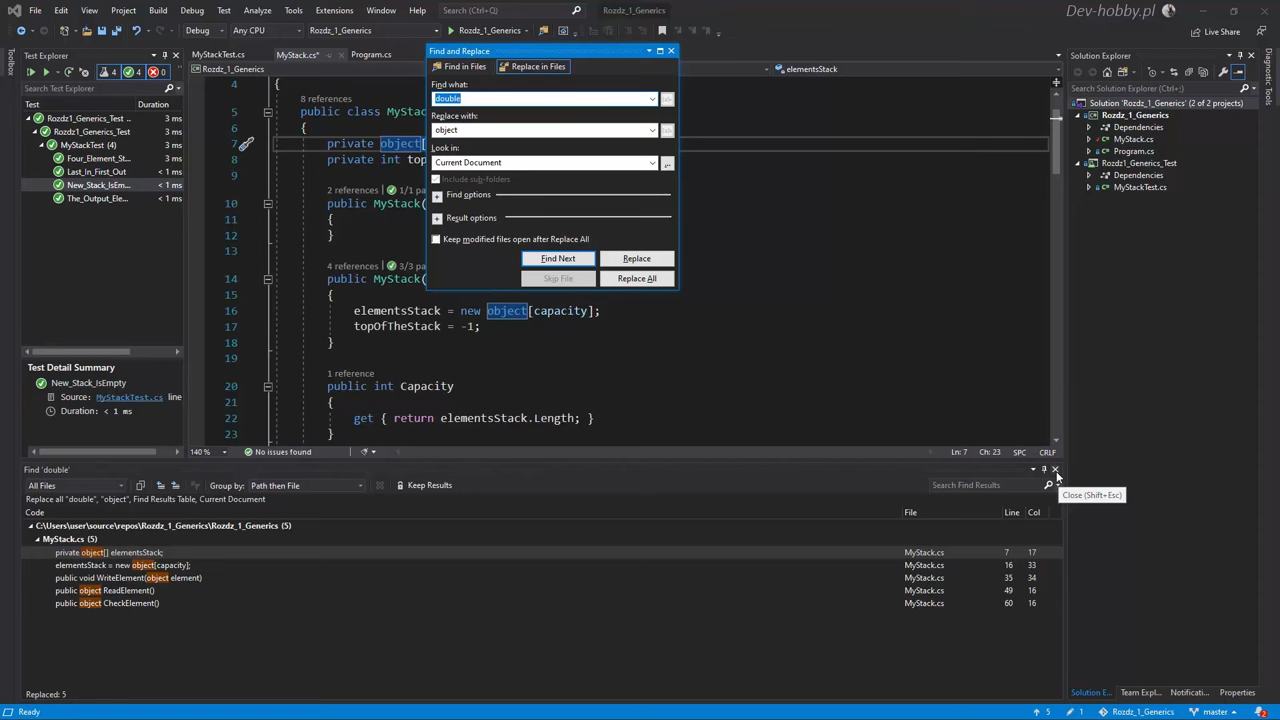 File Edit View Git Project Build Debug Test Analyze Tools Extensions Window Help Search (Ctrl+Q) Rozdz_1_Generics Dev-hobby.pl
Debug Any CPU Rozdz_1_Generics Rozdz_1_Generics Live Share
Toolbox
Test Explorer
4 4 0
Search Test Explorer
Test Duration
Rozdz_1_Generics_Test 3 ms
Rozdz_1_Generics_Test 3 ms
MyStackTest (4) 3 ms
Four_Element_St... 3 ms
Last_In_First_Out < 1 ms
New_Stack_IsEm... < 1 ms
The_Output_Ele... < 1 ms
Test Detail Summary
New_Stack_IsEmpty
Source: MyStackTest.cs line
Duration: < 1 ms
MyStackTest.cs MyStack.cs* Program.cs
Rozdz_1_Generics elementsStack
4 {
8 references
5 public class MySta
6 {
7 private object[
8 private int top
9
2 references 1/1 pa
10 public MyStack(
11 {
12 }
13
4 references 3/3 pa
14 public MyStack(
15 {
16 elementsStack = new object[capacity];
17 topOfTheStack = -1;
18 }
19
1 reference
20 public int Capacity
21 {
22 get { return elementsStack.Length; }
23 }
140 % No issues found Ln: 7 Ch: 23 SPC CRLF
Find and Replace
Find in Files Replace in Files
Find what:
double
Replace with:
object
Look in:
Current Document
...
Include sub-folders
+ Find options
+ Result options
Keep modified files open after Replace All
Find Next Replace
Skip File Replace All
Solution Explorer
Search Solution Explorer (Ctrl+;)
Solution 'Rozdz_1_Generics' (2 of 2 projects)
Rozdz_1_Generics
Dependencies
MyStack.cs
Program.cs
Rozdz_1_Generics_Test
Dependencies
MyStackTest.cs
Find 'double'
All Files Group by: Path then File Keep Results Search Find Results
Close (Shift+Esc)
Replace all "double", "object", Find Results Table, Current Document
Code File Line Col
C:\Users\user\source\repos\Rozdz_1_Generics\Rozdz_1_Generics (5)
MyStack.cs (5)
private object[] elementsStack; MyStack.cs 7 17
elementsStack = new object[capacity]; MyStack.cs 16 33
public void WriteElement(object element) MyStack.cs 35 34
public object ReadElement() MyStack.cs 49 16
public object CheckElement() MyStack.cs 60 16
Replaced: 5
Solution E... Team Expl... Notificati... Properties
Ready 5 1 Rozdz_1_Generics master 2